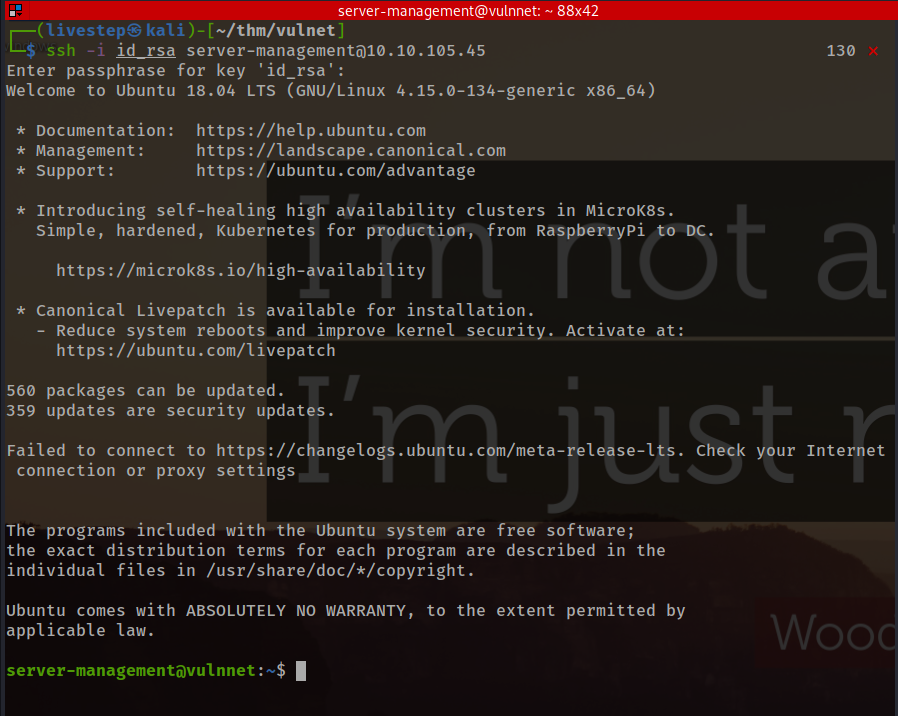 server-management@vulnnet: ~ 88x42
(livestep㉿kali)-[~/thm/vulnet]
$ ssh -i id_rsa server-management@10.10.105.45 130 ⨯
Enter passphrase for key 'id_rsa':
Welcome to Ubuntu 18.04 LTS (GNU/Linux 4.15.0-134-generic x86_64)
* Documentation: https://help.ubuntu.com
* Management: https://landscape.canonical.com
* Support: https://ubuntu.com/advantage
* Introducing self-healing high availability clusters in MicroK8s.
Simple, hardened, Kubernetes for production, from RaspberryPi to DC.
https://microk8s.io/high-availability
* Canonical Livepatch is available for installation.
- Reduce system reboots and improve kernel security. Activate at:
https://ubuntu.com/livepatch
560 packages can be updated.
359 updates are security updates.
Failed to connect to https://changelogs.ubuntu.com/meta-release-lts. Check your Internet
connection or proxy settings
The programs included with the Ubuntu system are free software;
the exact distribution terms for each program are described in the
individual files in /usr/share/doc/*/copyright.
Ubuntu comes with ABSOLUTELY NO WARRANTY, to the extent permitted by
applicable law.
server-management@vulnnet:~$
I'm not
I'm just